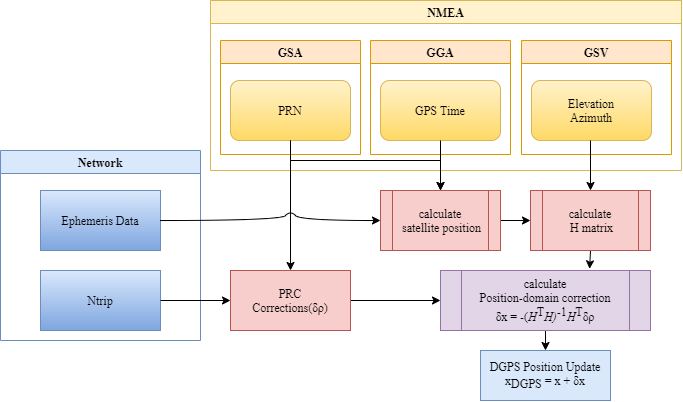 NMEA
GSA
GGA
GSV
PRN
GPS Time
Elevation
Azimuth
Network
Ephemeris Data
calculate
satellite position
calculate
H matrix
Ntrip
PRC
Corrections(δρ)
calculate
Position-domain correction
δx = -(HᵀH)⁻¹Hᵀδρ
DGPS Position Update
x_DGPS = x + δx